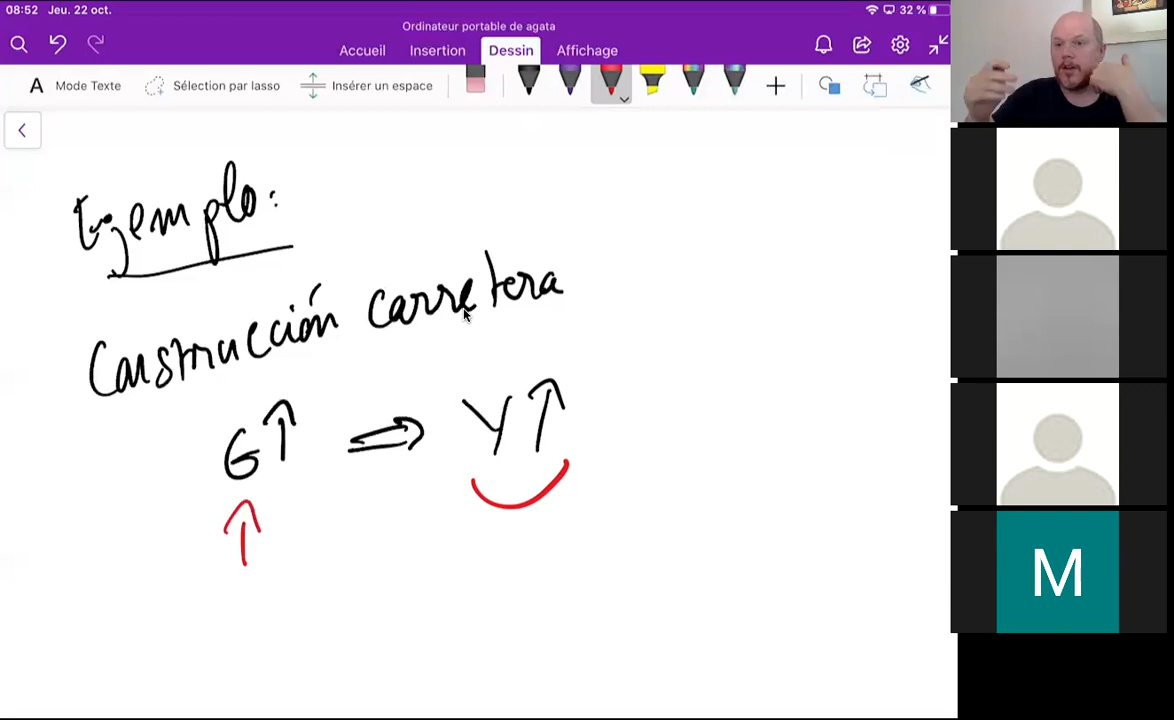 08:52 Jeu. 22 oct.
32 %
Ordinateur portable de agata
Accueil Insertion Dessin Affichage
A Mode Texte Sélection par lasso Insérer un espace
Ejemplo:
Construcción carretera
G↑ ⇒ Y↑
↑
M